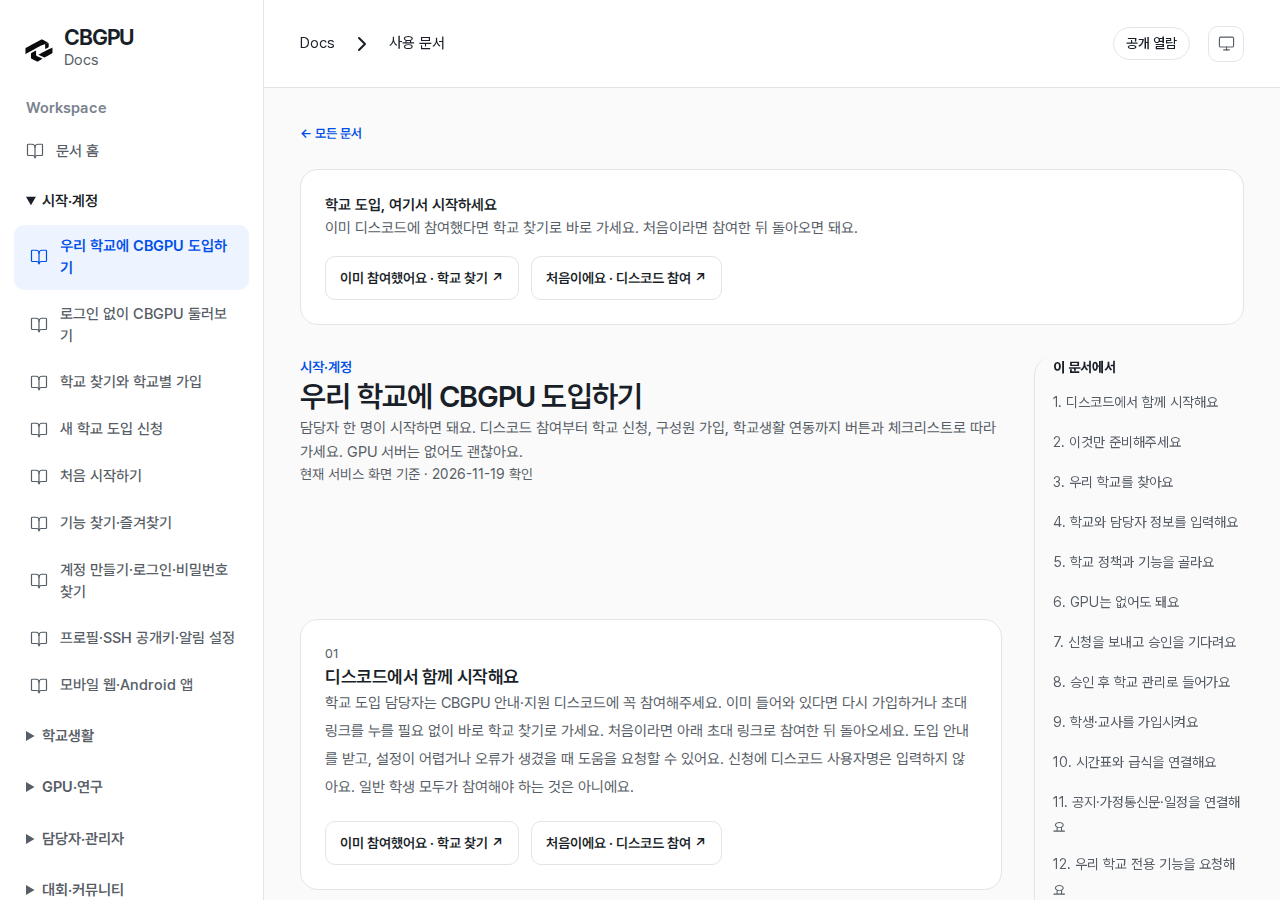 CBGPU
Docs
Workspace
문서 홈
▼ 시작·계정
우리 학교에 CBGPU 도입하
기
로그인 없이 CBGPU 둘러보
기
학교 찾기와 학교별 가입
새 학교 도입 신청
처음 시작하기
기능 찾기·즐겨찾기
계정 만들기·로그인·비밀번호
찾기
프로필·SSH 공개키·알림 설정
모바일 웹·Android 앱
▶ 학교생활
▶ GPU·연구
▶ 담당자·관리자
▶ 대회·커뮤니티
Docs > 사용 문서
공개 열람
← 모든 문서
학교 도입, 여기서 시작하세요
이미 디스코드에 참여했다면 학교 찾기로 바로 가세요. 처음이라면 참여한 뒤 돌아오면 돼요.
이미 참여했어요 · 학교 찾기 ↗
처음이에요 · 디스코드 참여 ↗
시작·계정
우리 학교에 CBGPU 도입하기
담당자 한 명이 시작하면 돼요. 디스코드 참여부터 학교 신청, 구성원 가입, 학교생활 연동까지 버튼과 체크리스트로 따라
가세요. GPU 서버는 없어도 괜찮아요.
현재 서비스 화면 기준 · 2026-11-19 확인
01
디스코드에서 함께 시작해요
학교 도입 담당자는 CBGPU 안내·지원 디스코드에 꼭 참여해주세요. 이미 들어와 있다면 다시 가입하거나 초대
링크를 누를 필요 없이 바로 학교 찾기로 가세요. 처음이라면 아래 초대 링크로 참여한 뒤 돌아오세요. 도입 안내
를 받고, 설정이 어렵거나 오류가 생겼을 때 도움을 요청할 수 있어요. 신청에 디스코드 사용자명은 입력하지 않
아요. 일반 학생 모두가 참여해야 하는 것은 아니에요.
이미 참여했어요 · 학교 찾기 ↗
처음이에요 · 디스코드 참여 ↗
이 문서에서
1. 디스코드에서 함께 시작해요
2. 이것만 준비해주세요
3. 우리 학교를 찾아요
4. 학교와 담당자 정보를 입력해요
5. 학교 정책과 기능을 골라요
6. GPU는 없어도 돼요
7. 신청을 보내고 승인을 기다려요
8. 승인 후 학교 관리로 들어가요
9. 학생·교사를 가입시켜요
10. 시간표와 급식을 연결해요
11. 공지·가정통신문·일정을 연결해
요
12. 우리 학교 전용 기능을 요청해
요